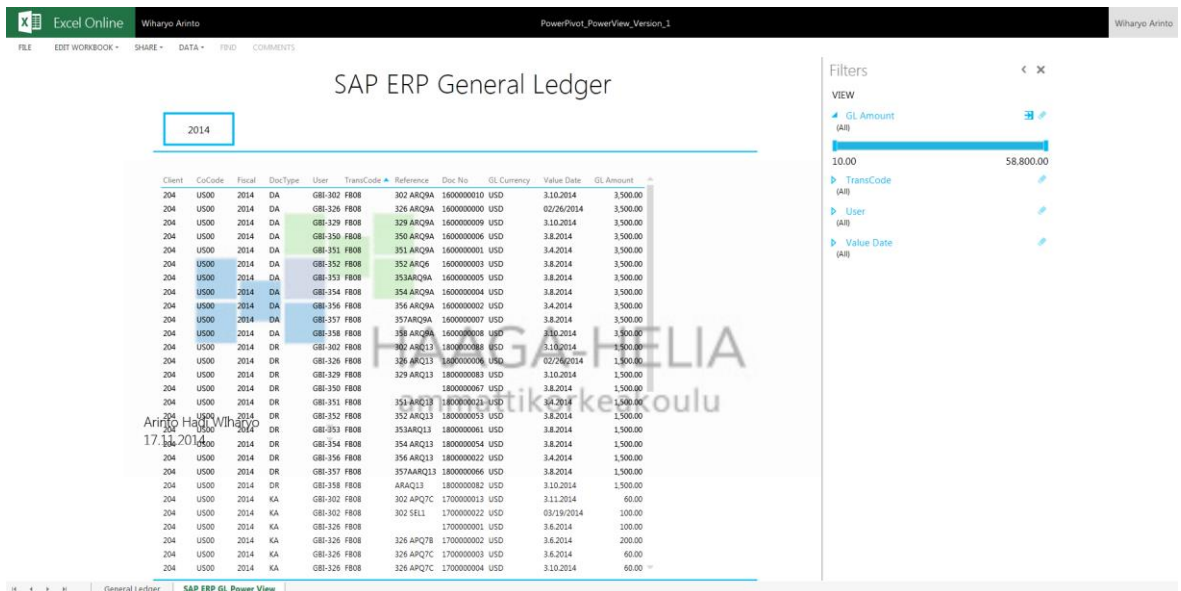 Excel Online Wiharyo Arinto PowerPivot_PowerView_Version_1 Wiharyo Arinto
FILE EDIT WORKBOOK SHARE DATA FIND COMMENTS
SAP ERP General Ledger
2014
Client CoCode Fiscal DocType User TransCode Reference Doc No GL Currency Value Date GL Amount
204 US00 2014 DA GBI-302 FB08 302 ARQ9A 1600000010 USD 3.10.2014 3,500.00
204 US00 2014 DA GBI-326 FB08 326 ARQ9A 1600000000 USD 02/26/2014 3,500.00
204 US00 2014 DA GBI-329 FB08 329 ARQ9A 1600000009 USD 3.10.2014 3,500.00
204 US00 2014 DA GBI-350 FB08 350 ARQ9A 1600000006 USD 3.8.2014 3,500.00
204 US00 2014 DA GBI-351 FB08 351 ARQ9A 1600000001 USD 3.4.2014 3,500.00
204 US00 2014 DA GBI-352 FB08 352 ARQ6 1600000003 USD 3.8.2014 3,500.00
204 US00 2014 DA GBI-353 FB08 353ARQ9A 1600000005 USD 3.8.2014 3,500.00
204 US00 2014 DA GBI-354 FB08 354 ARQ9A 1600000004 USD 3.8.2014 3,500.00
204 US00 2014 DA GBI-356 FB08 356 ARQ9A 1600000002 USD 3.4.2014 3,500.00
204 US00 2014 DA GBI-357 FB08 357ARQ9A 1600000007 USD 3.8.2014 3,500.00
204 US00 2014 DA GBI-358 FB08 358 ARQ9A 1600000008 USD 3.10.2014 3,500.00
204 US00 2014 DR GBI-302 FB08 302 ARQ13 1800000088 USD 3.10.2014 1,500.00
204 US00 2014 DR GBI-326 FB08 326 ARQ13 1800000006 USD 02/26/2014 1,500.00
204 US00 2014 DR GBI-329 FB08 329 ARQ13 1800000083 USD 3.10.2014 1,500.00
204 US00 2014 DR GBI-350 FB08 1800000067 USD 3.8.2014 1,500.00
204 US00 2014 DR GBI-351 FB08 351 ARQ13 1800000021 USD 3.4.2014 1,500.00
204 US00 2014 DR GBI-352 FB08 352 ARQ13 1800000053 USD 3.8.2014 1,500.00
204 US00 2014 DR GBI-353 FB08 353ARQ13 1800000061 USD 3.8.2014 1,500.00
204 US00 2014 DR GBI-354 FB08 354 ARQ13 1800000054 USD 3.8.2014 1,500.00
204 US00 2014 DR GBI-356 FB08 356 ARQ13 1800000022 USD 3.4.2014 1,500.00
204 US00 2014 DR GBI-357 FB08 357AARQ13 1800000066 USD 3.8.2014 1,500.00
204 US00 2014 DR GBI-358 FB08 ARAQ13 1800000082 USD 3.10.2014 1,500.00
204 US00 2014 KA GBI-302 FB08 302 APQ7C 1700000013 USD 3.11.2014 60.00
204 US00 2014 KA GBI-302 FB08 302 SEL1 1700000022 USD 03/19/2014 100.00
204 US00 2014 KA GBI-326 FB08 1700000001 USD 3.6.2014 100.00
204 US00 2014 KA GBI-326 FB08 326 APQ7B 1700000002 USD 3.6.2014 200.00
204 US00 2014 KA GBI-326 FB08 326 APQ7C 1700000003 USD 3.6.2014 60.00
204 US00 2014 KA GBI-326 FB08 326 APQ7C 1700000004 USD 3.10.2014 60.00
HAAGA-HELIA
ammattikorkeakoulu
Arinto Hadi WIharyo
17.11.2014
Filters
VIEW
GL Amount
(All)
10.00 58,800.00
TransCode
(All)
User
(All)
Value Date
(All)
General Ledger SAP ERP GL Power View